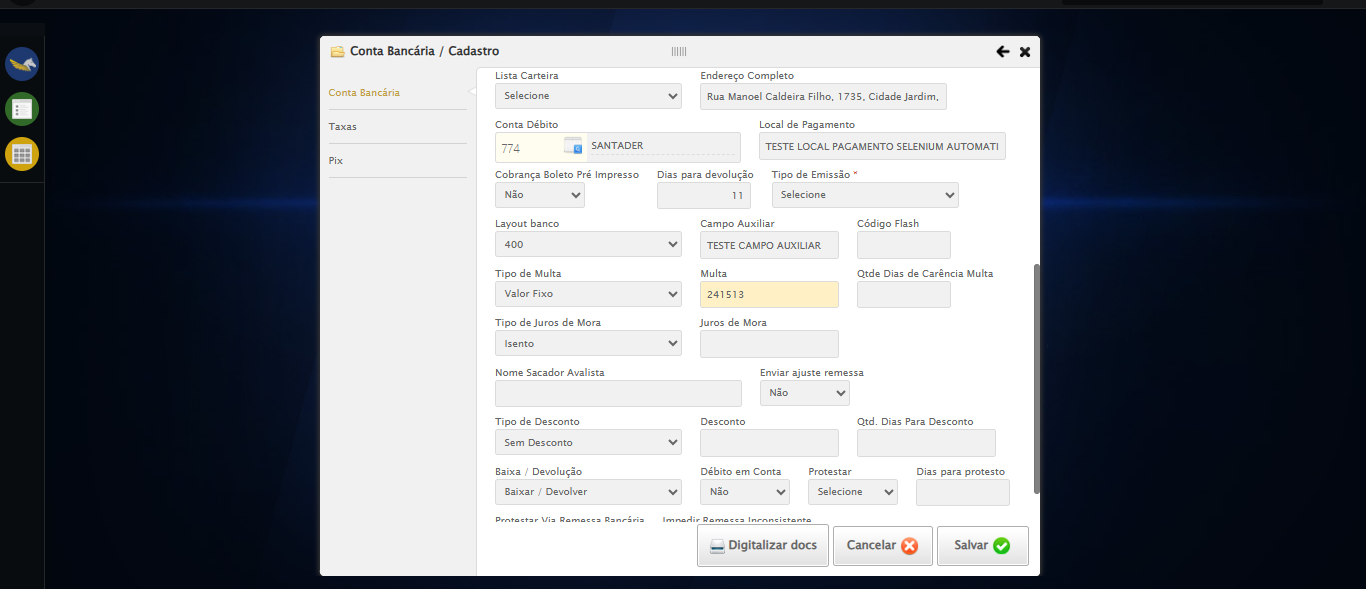 Conta Bancária / Cadastro
Conta Bancária
Taxas
Pix
Lista Carteira Endereço Completo
Selecione Rua Manoel Caldeira Filho, 1735, Cidade Jardim,
Conta Débito Local de Pagamento
774 SANTADER TESTE LOCAL PAGAMENTO SELENIUM AUTOMATI
Cobrança Boleto Pré Impresso Dias para devolução Tipo de Emissão *
Não 11 Selecione
Layout banco Campo Auxiliar Código Flash
400 TESTE CAMPO AUXILIAR
Tipo de Multa Multa Qtde Dias de Carência Multa
Valor Fixo 241513
Tipo de Juros de Mora Juros de Mora
Isento
Nome Sacador Avalista Enviar ajuste remessa
Não
Tipo de Desconto Desconto Qtd. Dias Para Desconto
Sem Desconto
Baixa / Devolução Débito em Conta Protestar Dias para protesto
Baixar / Devolver Não Selecione
Protestar Via Remessa Bancária Impedir Remessa Inconsistente
Digitalizar docs Cancelar Salvar